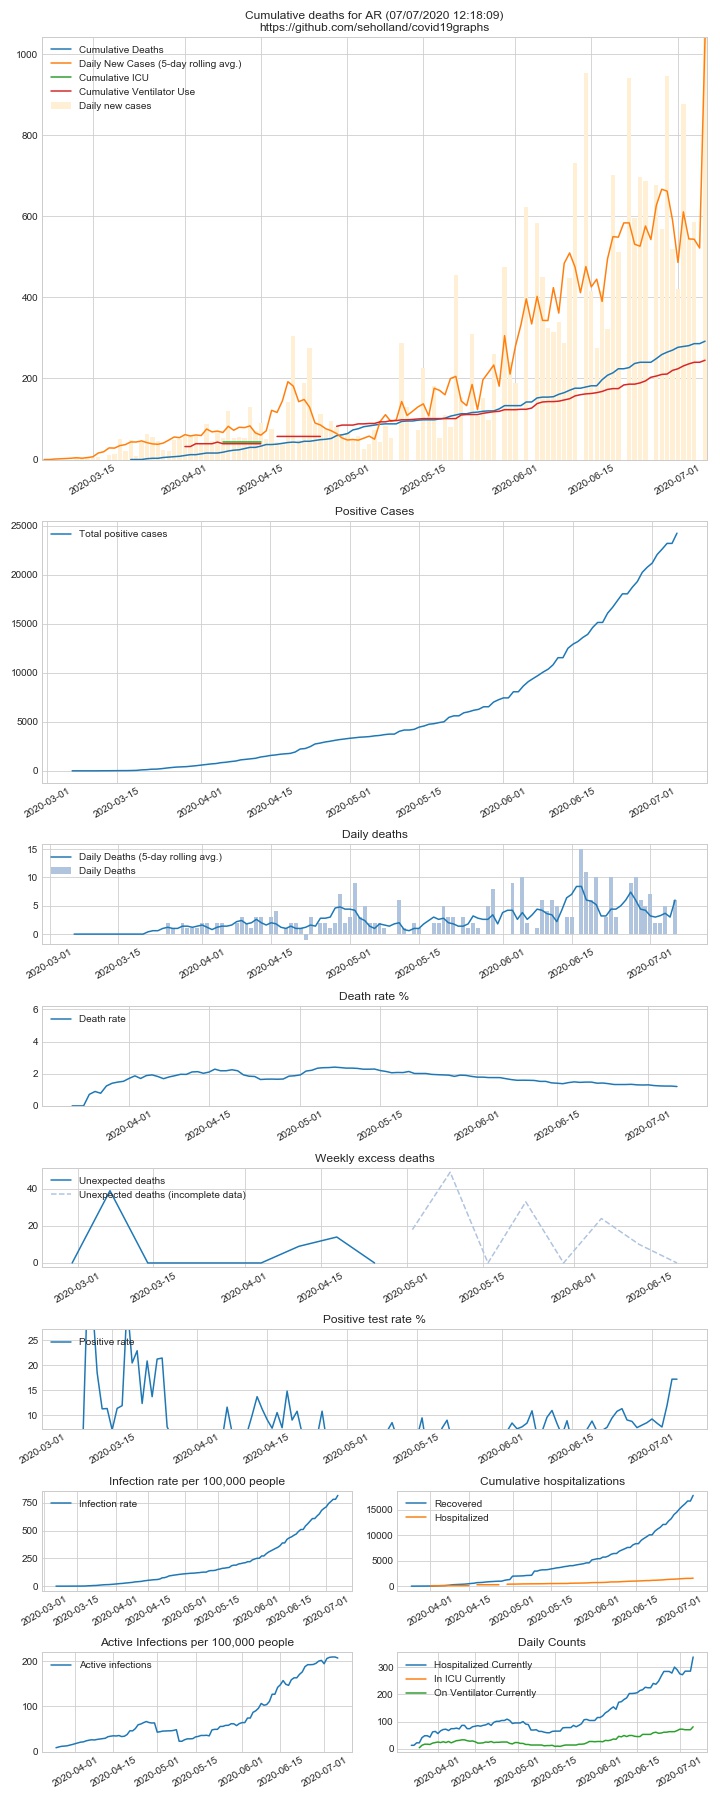 Cumulative deaths for AR (07/07/2020 12:18:09)
https://github.com/seholland/covid19graphs
Cumulative Deaths
Daily New Cases (5-day rolling avg.)
Cumulative ICU
Cumulative Ventilator Use
Daily new cases
1000
800
600
400
200
0
2020-03-15 2020-04-01 2020-04-15 2020-05-01 2020-05-15 2020-06-01 2020-06-15 2020-07-01
Positive Cases
Total positive cases
25000
20000
15000
10000
5000
0
2020-03-01 2020-03-15 2020-04-01 2020-04-15 2020-05-01 2020-05-15 2020-06-01 2020-06-15 2020-07-01
Daily deaths
Daily Deaths (5-day rolling avg.)
Daily Deaths
15
10
5
0
2020-03-01 2020-03-15 2020-04-01 2020-04-15 2020-05-01 2020-05-15 2020-06-01 2020-06-15 2020-07-01
Death rate %
Death rate
6
4
2
0
2020-04-01 2020-04-15 2020-05-01 2020-05-15 2020-06-01 2020-06-15 2020-07-01
Weekly excess deaths
Unexpected deaths
Unexpected deaths (incomplete data)
40
20
0
2020-03-01 2020-03-15 2020-04-01 2020-04-15 2020-05-01 2020-05-15 2020-06-01 2020-06-15
Positive test rate %
Positive rate
25
20
15
10
2020-03-01 2020-03-15 2020-04-01 2020-04-15 2020-05-01 2020-05-15 2020-06-01 2020-06-15 2020-07-01
Infection rate per 100,000 people
Infection rate
750
500
250
0
2020-03-01 2020-03-15 2020-04-01 2020-04-15 2020-05-01 2020-05-15 2020-06-01 2020-06-15 2020-07-01
Cumulative hospitalizations
Recovered
Hospitalized
15000
10000
5000
0
2020-04-01 2020-04-15 2020-05-01 2020-05-15 2020-06-01 2020-06-15 2020-07-01
Active Infections per 100,000 people
Active infections
200
100
0
2020-04-01 2020-04-15 2020-05-01 2020-05-15 2020-06-01 2020-06-15 2020-07-01
Daily Counts
Hospitalized Currently
In ICU Currently
On Ventilator Currently
300
200
100
0
2020-04-01 2020-04-15 2020-05-01 2020-05-15 2020-06-01 2020-06-15 2020-07-01